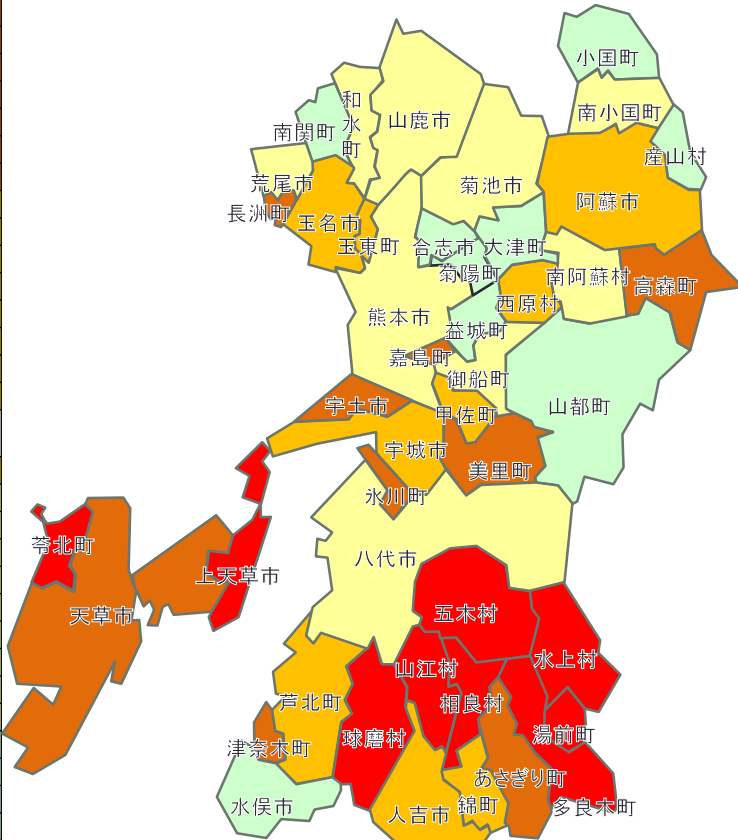 小国町
南小国町
和水町
山鹿市
南関町
産山村
荒尾市
菊池市
阿蘇市
長洲町
玉名市
玉東町
合志市
大津町
菊陽町
南阿蘇村
高森町
西原村
熊本市
益城町
嘉島町
御船町
宇土市
甲佐町
山都町
宇城市
美里町
氷川町
苓北町
八代市
上天草市
天草市
五木村
水上村
山江村
芦北町
相良村
球磨村
湯前町
津奈木町
あさぎり町
水俣市
錦町
多良木町
人吉市